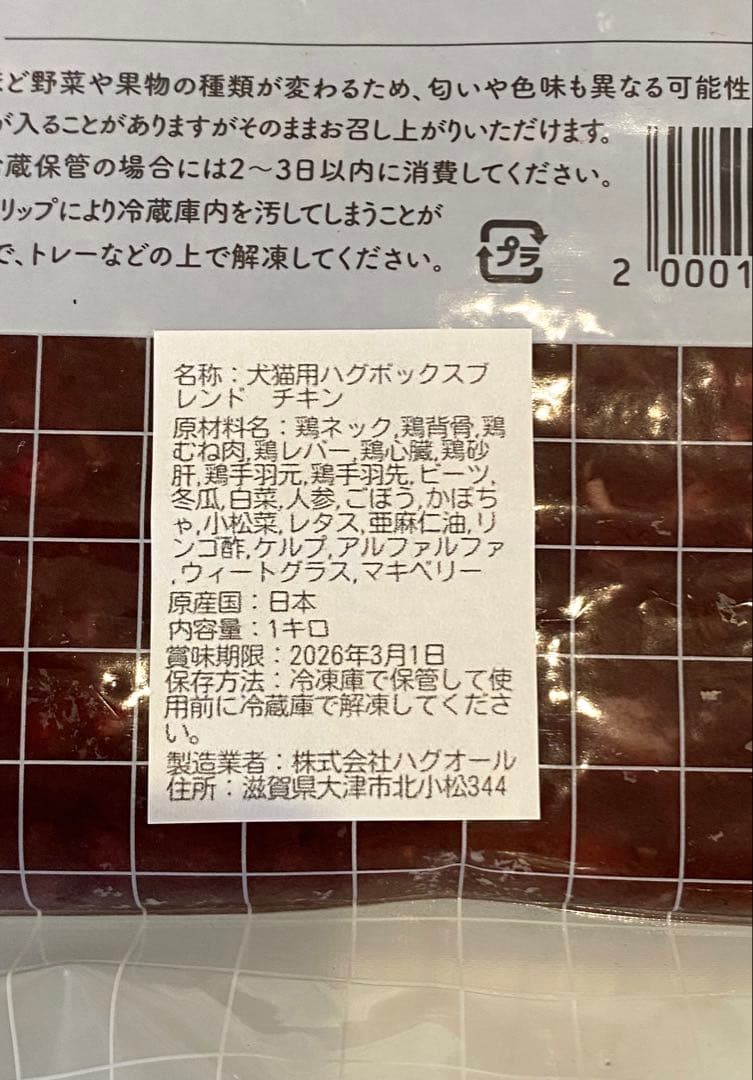 ど野菜や果物の種類が変わるため、匂いや色味も異なる可能性
が入ることがありますがそのままお召し上がりいただけます。
蔵保管の場合には2〜3日以内に消費してください。
リップにより冷蔵庫内を汚してしまうことが
で、トレーなどの上で解凍してください。
プラ
2 0001
名称：犬猫用ハグボックスブ
レンド　チキン
原材料名：鶏ネック,鶏背骨,鶏
むね肉,鶏レバー,鶏心臓,鶏砂
肝,鶏手羽元,鶏手羽先,ビーツ,
冬瓜,白菜,人参,ごぼう,かぼち
ゃ,小松菜,レタス,亜麻仁油,リ
ンゴ酢,ケルプ,アルファルファ
,ウィートグラス,マキベリー
原産国：日本
内容量：1キロ
賞味期限：2026年3月1日
保存方法：冷凍庫で保管して使
用前に冷蔵庫で解凍してくださ
い。
製造業者：株式会社ハグオール
住所：滋賀県大津市北小松344